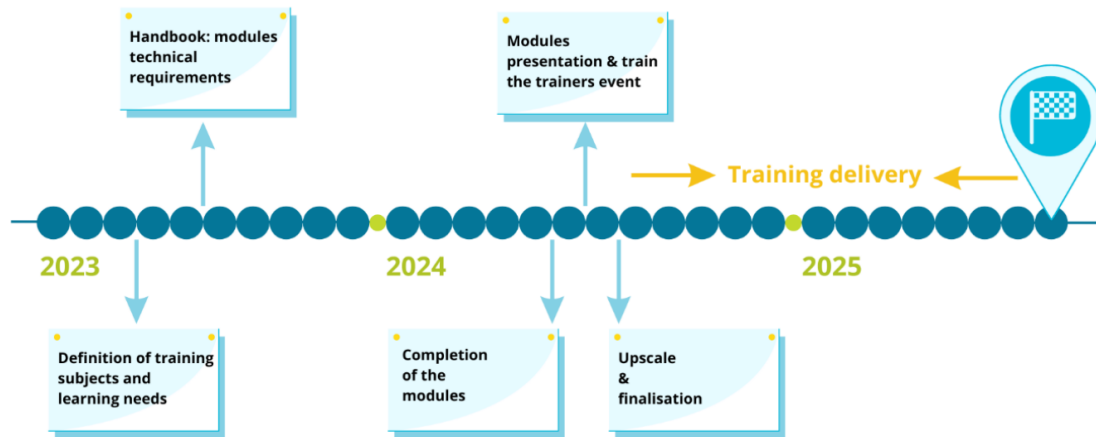 Handbook: modules
technical
requirements
Modules
presentation & train
the trainers event
Training delivery
2023
2024
2025
Definition of training
subjects and
learning needs
Completion
of the
modules
Upscale
&
finalisation